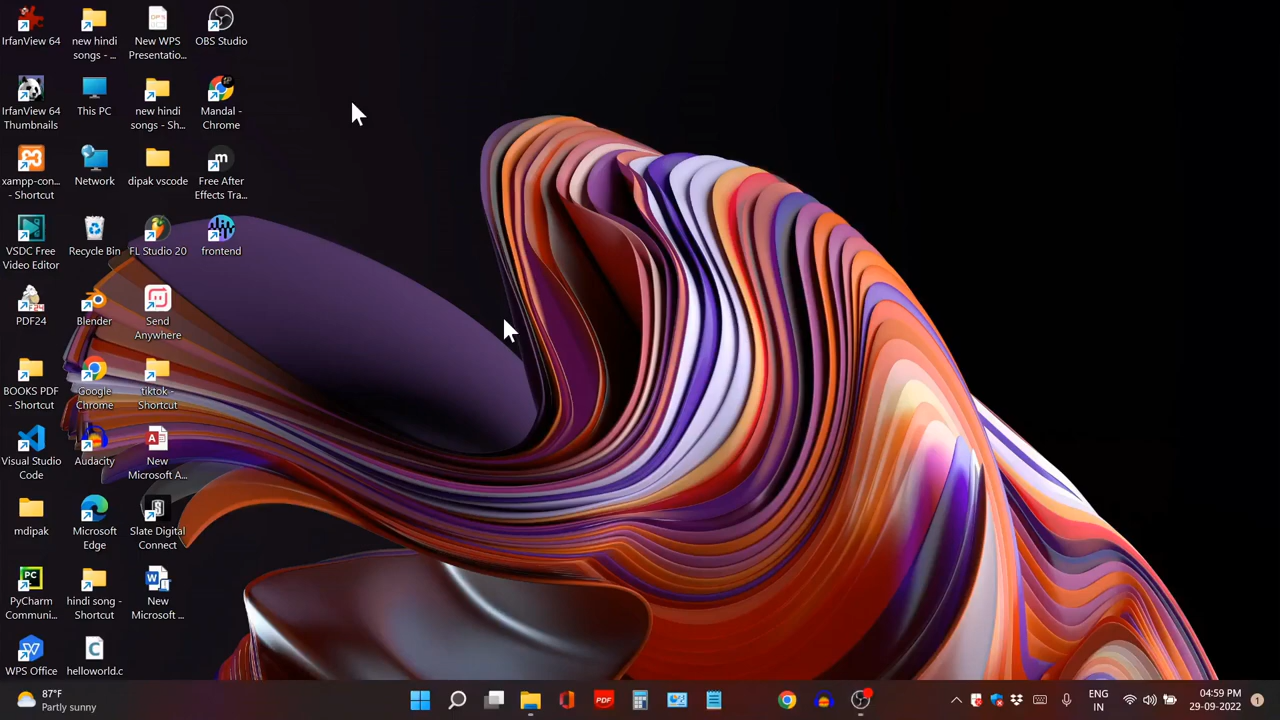 IrfanView 64
new hindi
songs - ...
New WPS
Presentatio...
OBS Studio
IrfanView 64
Thumbnails
This PC
new hindi
songs - Sh...
Mandal -
Chrome
xampp-con...
- Shortcut
Network
dipak vscode
Free After
Effects Tra...
VSDC Free
Video Editor
Recycle Bin
FL Studio 20
frontend
PDF24
Blender
Send
Anywhere
BOOKS PDF
- Shortcut
Google
Chrome
tiktok -
Shortcut
Visual Studio
Code
Audacity
New
Microsoft A...
mdipak
Microsoft
Edge
Slate Digital
Connect
PyCharm
Communi...
hindi song -
Shortcut
New
Microsoft ...
WPS Office
helloworld.c
87°F
Partly sunny
PDF
ENG
IN
04:59 PM
29-09-2022
1